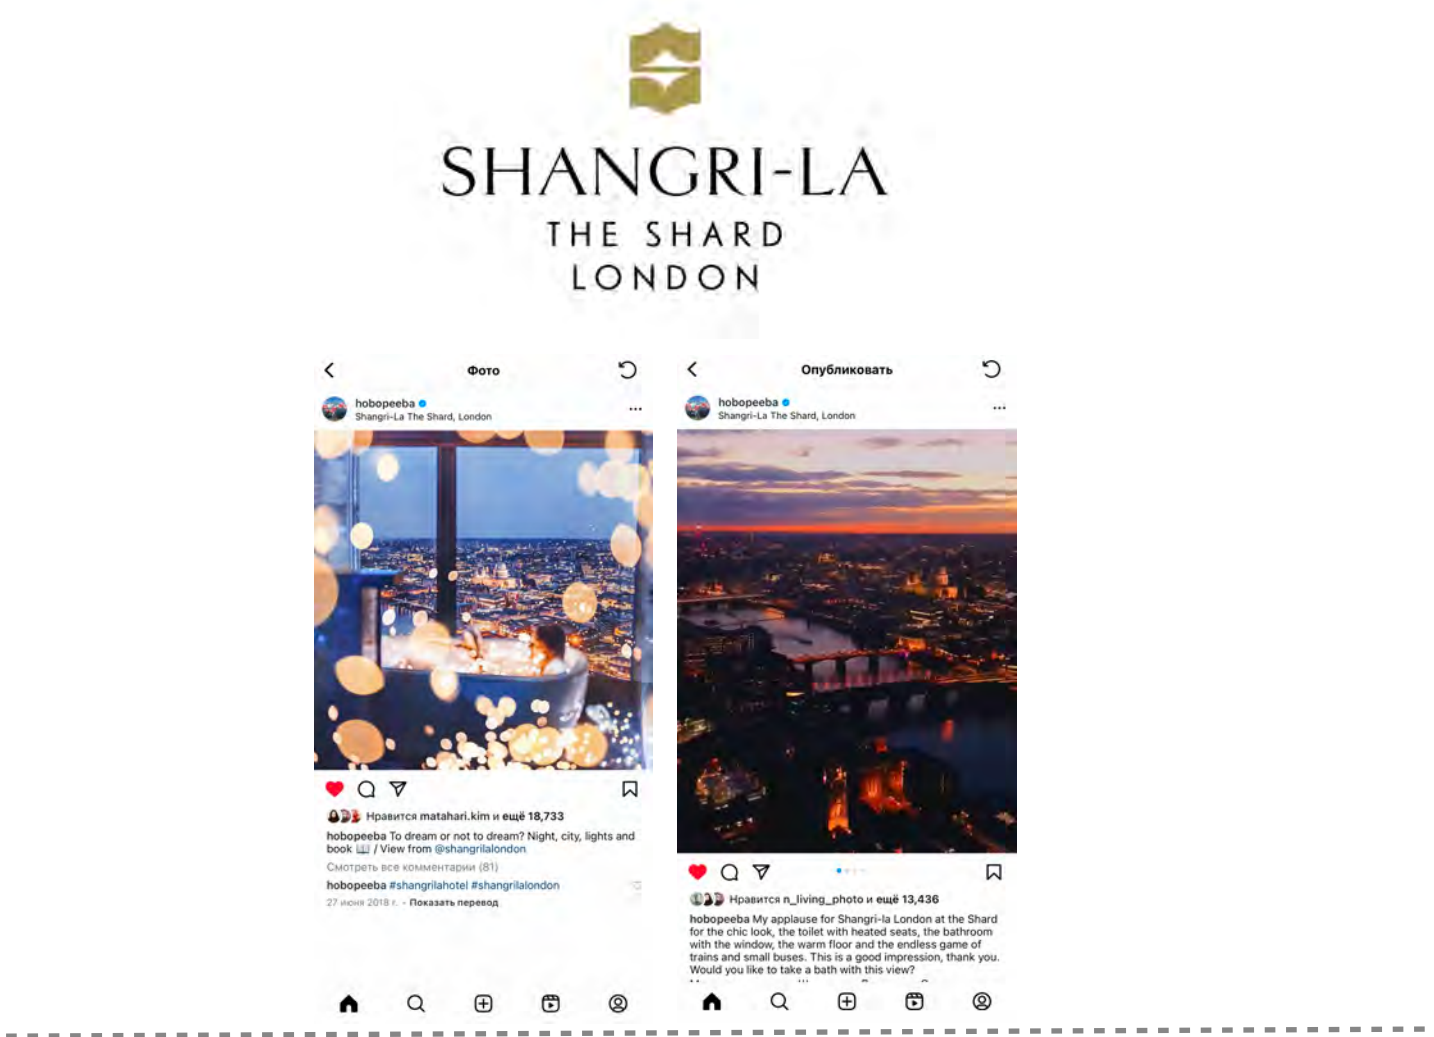 SHANGRI-LA
THE SHARD
LONDON
Фото
hobopeeba
Shangri-La The Shard, London
Нравится matahari.kim и ещё 18,733
hobopeeba To dream or not to dream? Night, city, lights and
book 📖 / View from @shangrilalondon
Смотреть все комментарии (81)
hobopeeba #shangrilahotel #shangrilalondon
27 июня 2018 г. • Показать перевод
Опубликовать
hobopeeba
Shangri-La The Shard, London
Нравится n_living_photo и ещё 13,436
hobopeeba My applause for Shangri-la London at the Shard
for the chic look, the toilet with heated seats, the bathroom
with the window, the warm floor and the endless game of
trains and small buses. This is a good impression, thank you.
Would you like to take a bath with this view?